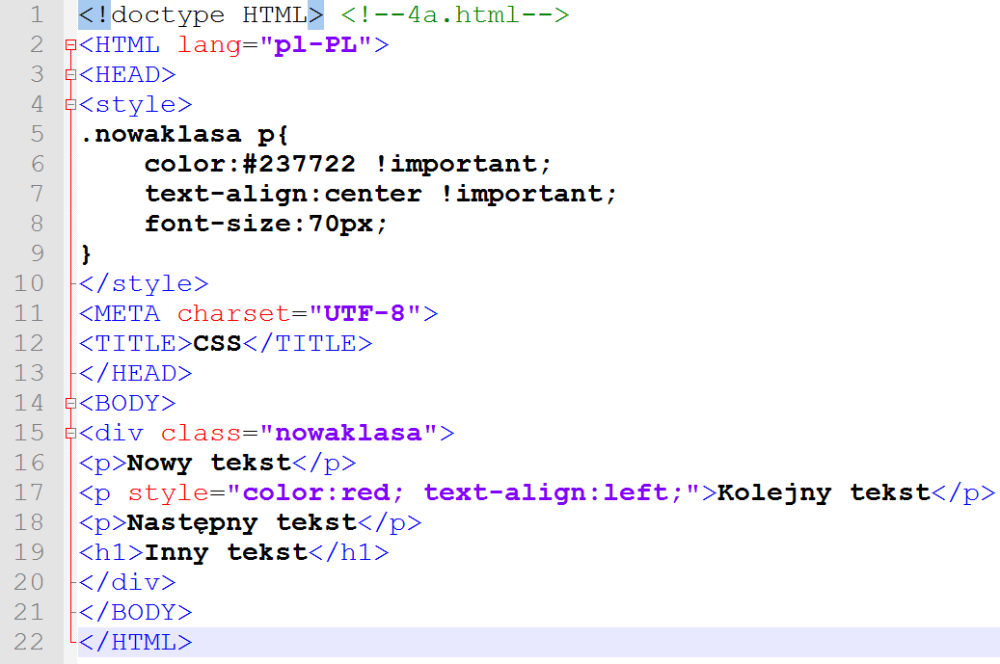 1 <!doctype HTML> <!--4a.html-->
2 <HTML lang="pl-PL">
3 <HEAD>
4 <style>
5 .nowaklasa p{
6     color:#237722 !important;
7     text-align:center !important;
8     font-size:70px;
9 }
10 </style>
11 <META charset="UTF-8">
12 <TITLE>CSS</TITLE>
13 </HEAD>
14 <BODY>
15 <div class="nowaklasa">
16 <p>Nowy tekst</p>
17 <p style="color:red; text-align:left;">Kolejny tekst</p>
18 <p>Następny tekst</p>
19 <h1>Inny tekst</h1>
20 </div>
21 </BODY>
22 </HTML>